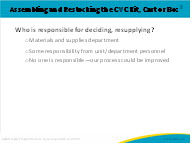 Assembling and Restocking the CVC Kit, Cart or Box
Who is responsible for deciding, resupplying?
Materials and supplies department
Some responsibility from unit/department personnel
No one is responsible—our process could be improved